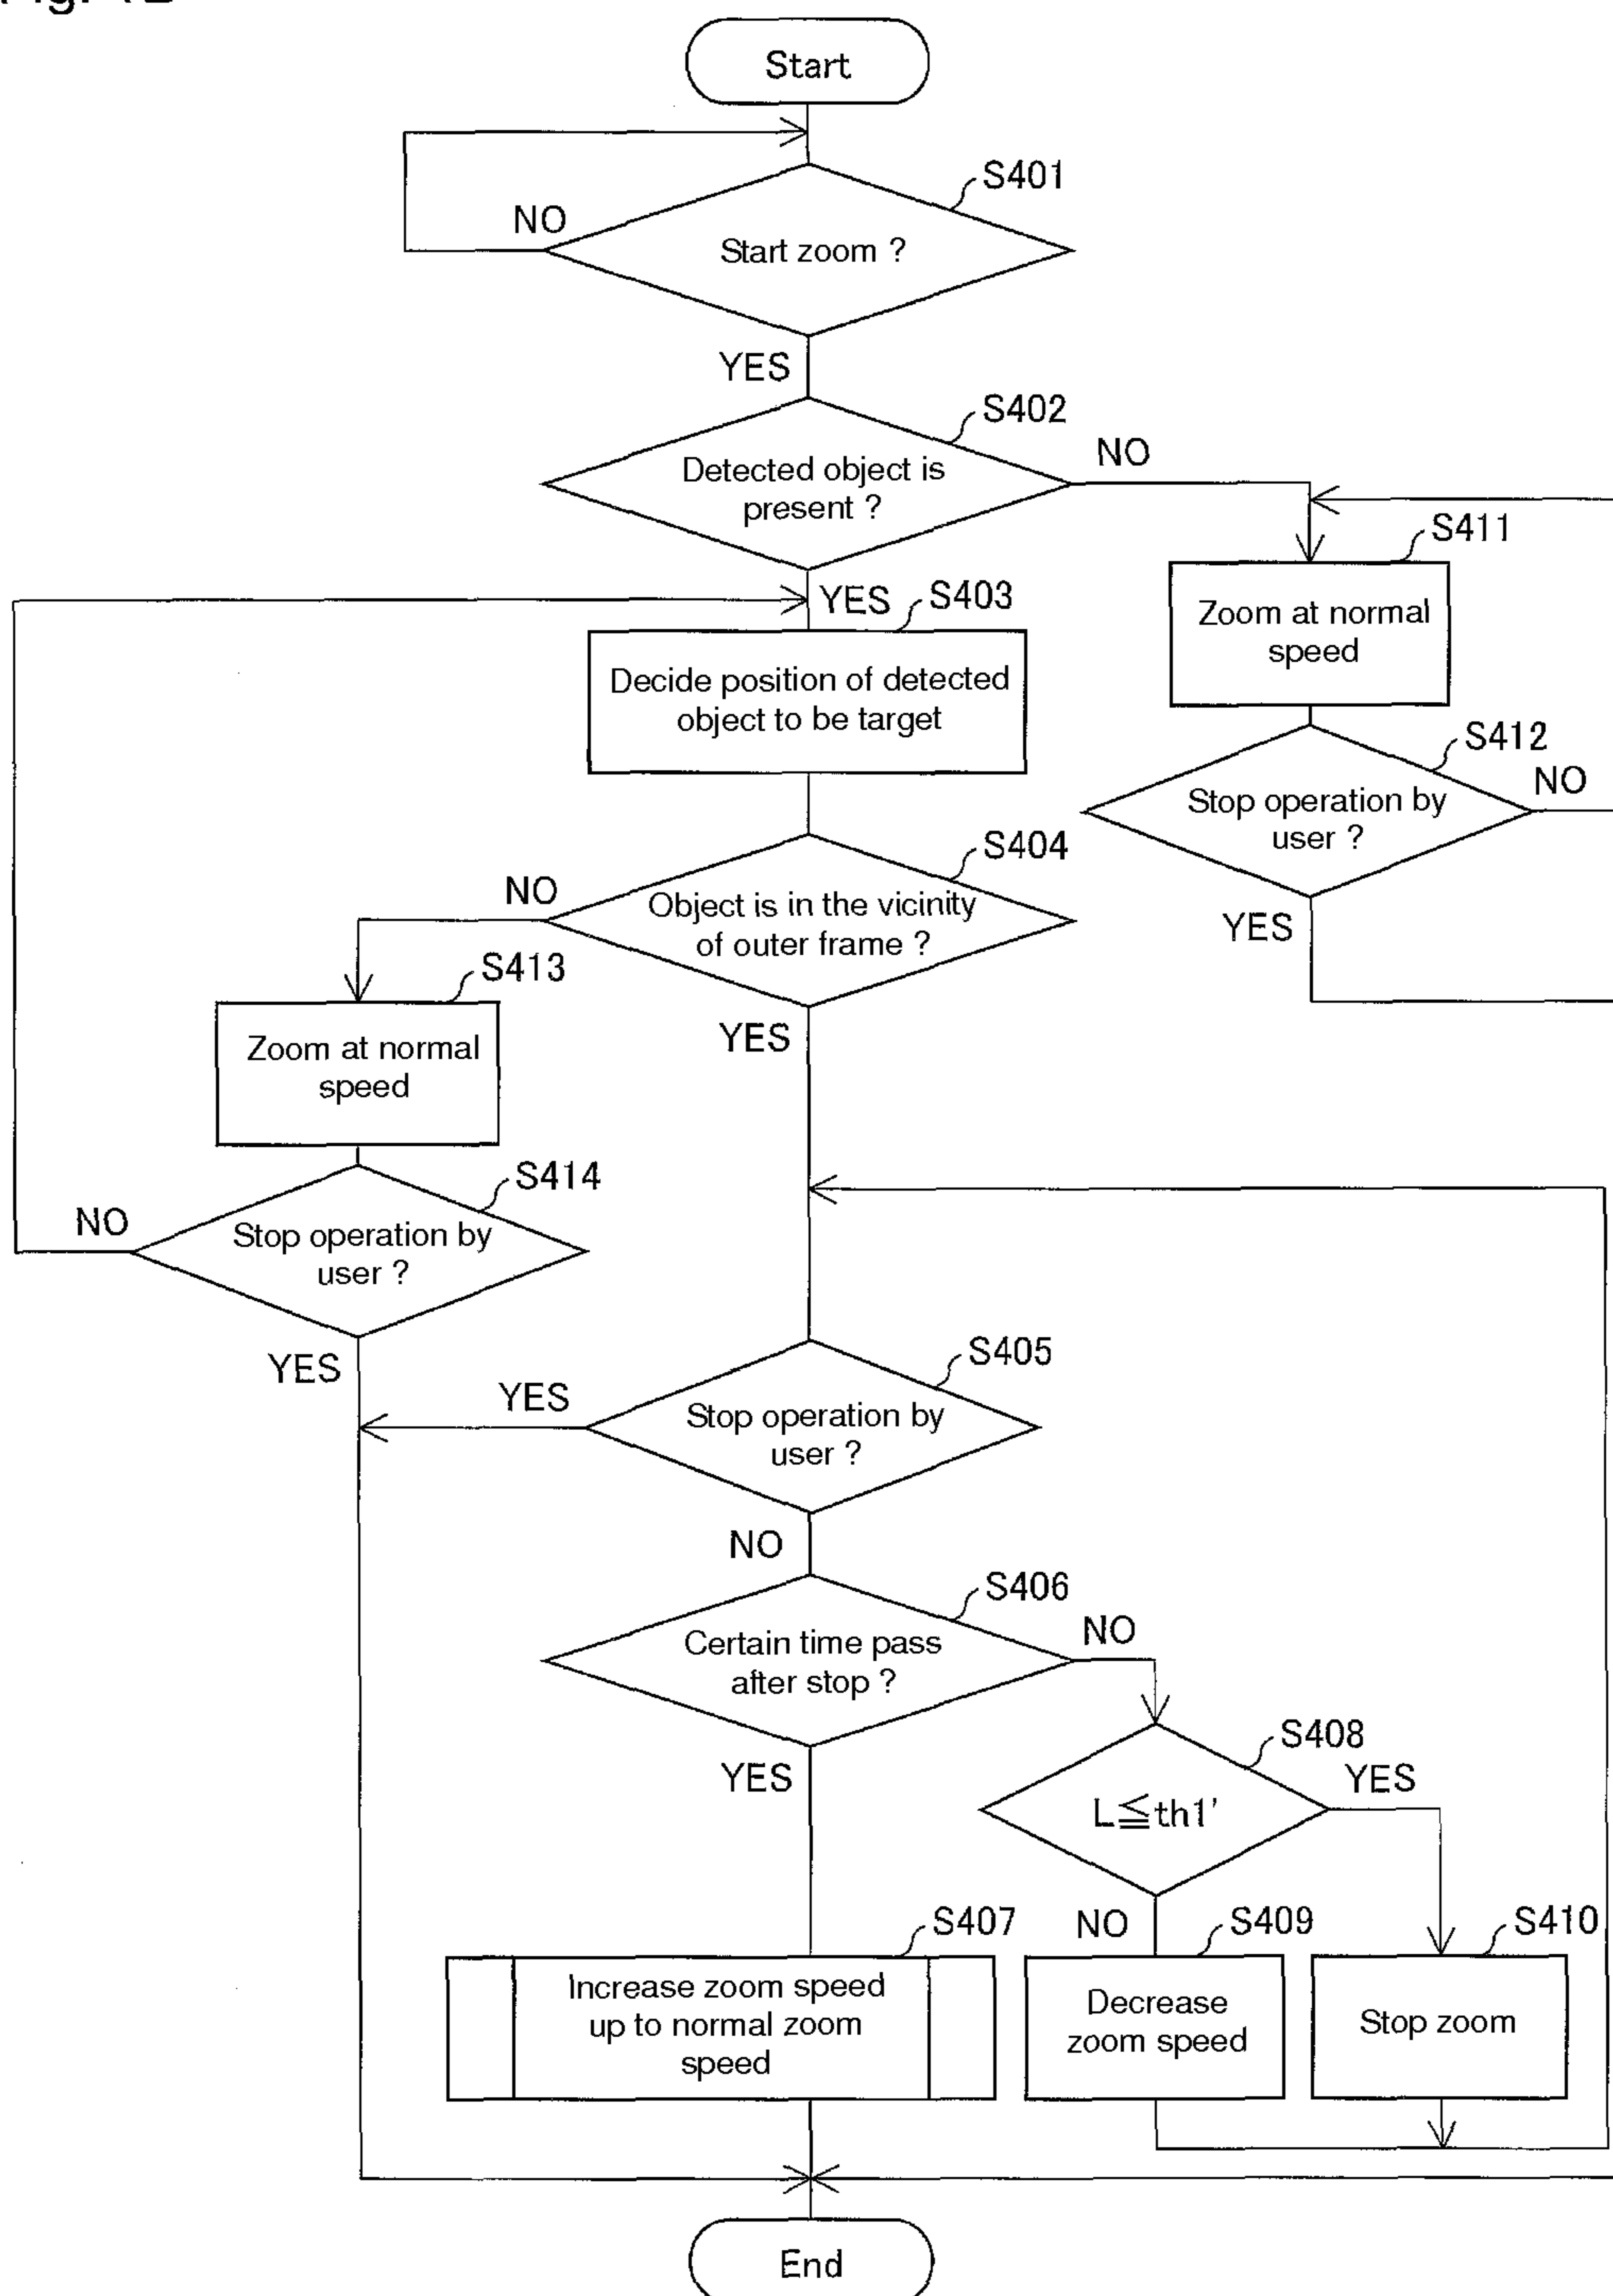 Start
S401
NO
Start zoom ?
YES
S402
NO
Detected object is
present ?
S411
YES
S403
Zoom at normal
speed
Decide position of detected
object to be target
S412
NO
Stop operation by
user ?
S404
NO
Object is in the vicinity
of outer frame ?
YES
S413
YES
Zoom at normal
speed
S414
NO
Stop operation by
user ?
S405
YES
YES
Stop operation by
user ?
NO
S406
NO
Certain time pass
after stop ?
S408
YES
YES
L≦th1'
S407
NO
S409
S410
Increase zoom speed
up to normal zoom
speed
Decrease
zoom speed
Stop zoom
End